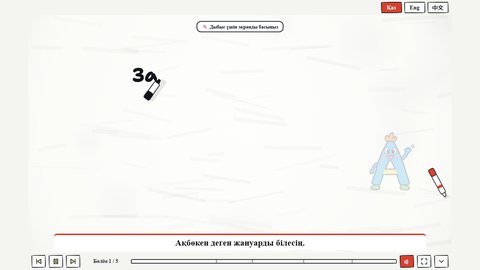 Қаз Eng 中文
Дыбыс үшін экранды басыңыз
За
Ақбөкен деген жануарды білесің.
Бөлім 1 / 5